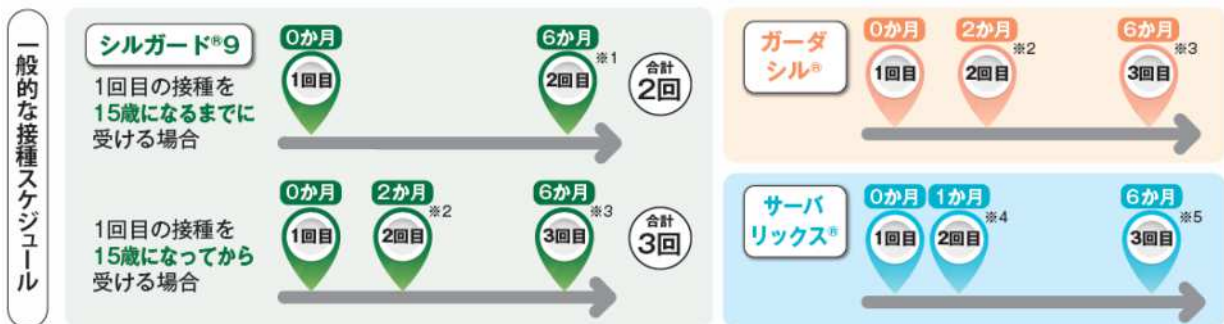 一般的な接種スケジュール
シルガード®9
1回目の接種を
15歳になるまでに
受ける場合
0か月
1回目
6か月
※1
2回目
合計
2回
1回目の接種を
15歳になってから
受ける場合
0か月
1回目
2か月
※2
2回目
6か月
※3
3回目
合計
3回
ガーダ
シル®
0か月
1回目
2か月
※2
2回目
6か月
※3
3回目
サーバ
リックス®
0か月
1回目
1か月
※4
2回目
6か月
※5
3回目